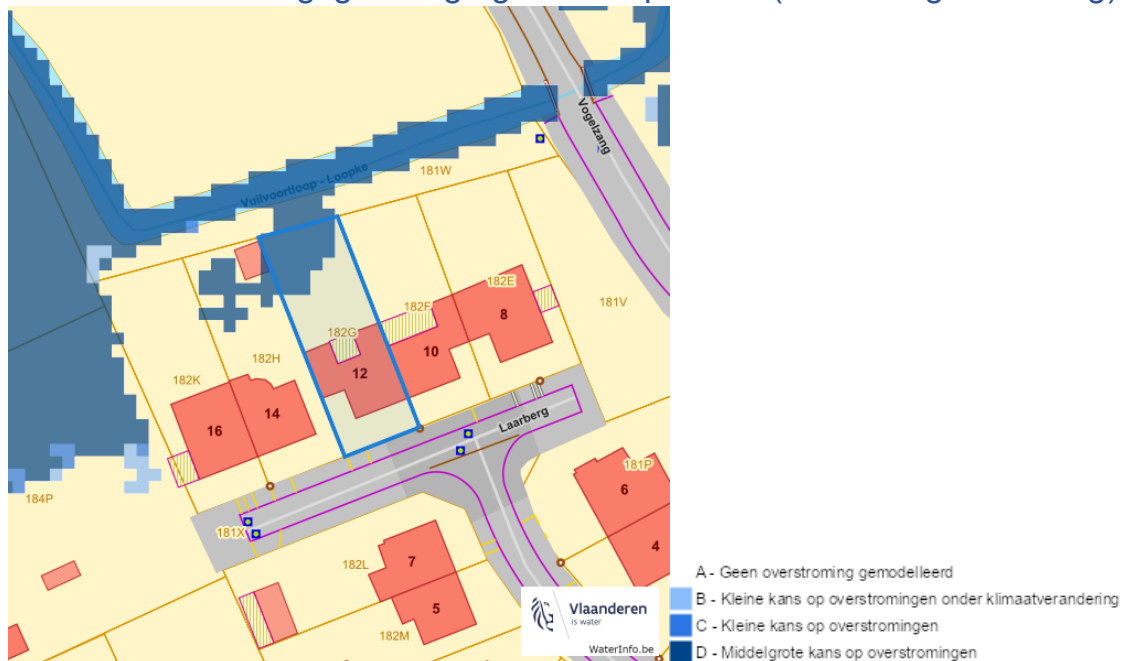 Vogelzang
181W
Vuilvoortloop - Loopke
182E
181V
182F
8
182G
10
182H
12
182K
14
16
Laarberg
181P
6
184P
181X
4
7
182L
5
182M
Vlaanderen
is water
WaterInfo.be
A - Geen overstroming gemodelleerd
B - Kleine kans op overstromingen onder klimaatverandering
C - Kleine kans op overstromingen
D - Middelgrote kans op overstromingen